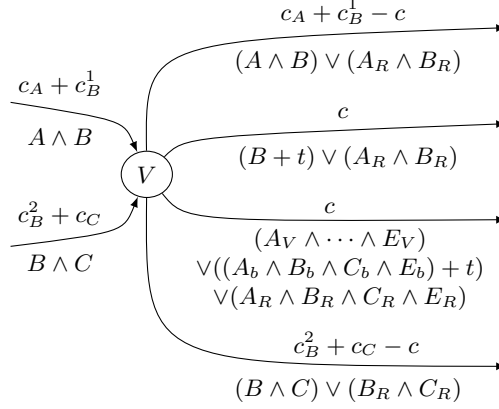 c_A + c_B^1 − c
(A ∧ B) ∨ (A_R ∧ B_R)
c_A + c_B^1
A ∧ B
c
(B + t) ∨ (A_R ∧ B_R)
V
c_B^2 + c_C
B ∧ C
c
(A_V ∧ ⋯ ∧ E_V)
∨((A_b ∧ B_b ∧ C_b ∧ E_b) + t)
∨(A_R ∧ B_R ∧ C_R ∧ E_R)
c_B^2 + c_C − c
(B ∧ C) ∨ (B_R ∧ C_R)